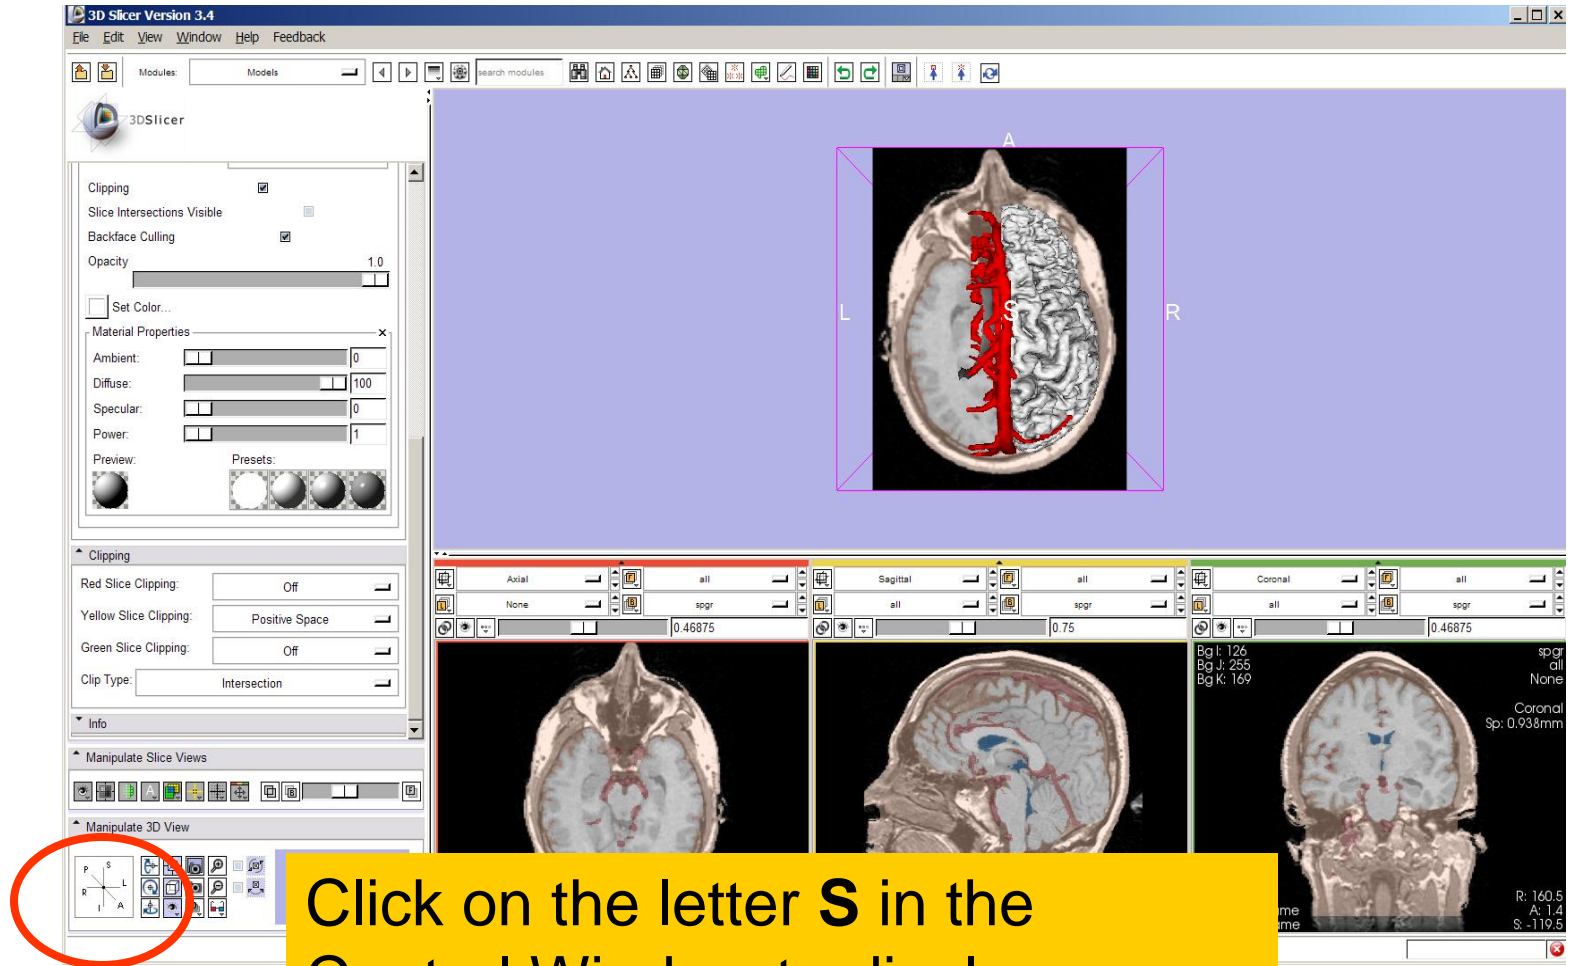 3D Slicer Version 3.4
File Edit View Window Help Feedback
Modules: Models search modules
3DSlicer
Clipping
Slice Intersections Visible
Backface Culling
Opacity 1.0
Set Color...
Material Properties
Ambient: 0
Diffuse: 100
Specular: 0
Power: 1
Preview: Presets:
Clipping
Red Slice Clipping: Off
Yellow Slice Clipping: Positive Space
Green Slice Clipping: Off
Clip Type: Intersection
Info
Manipulate Slice Views
Manipulate 3D View
P S
R L
I A
A
L S R
Axial all
None spgr
0.46875
Sagittal all
all spgr
0.75
Coronal all
all spgr
0.46875
Bg I: 126 spgr
Bg J: 255 all
Bg K: 169 None
Coronal
Sp: 0.938mm
R: 160.5
A: 1.4
S: -119.5
Click on the letter S in the